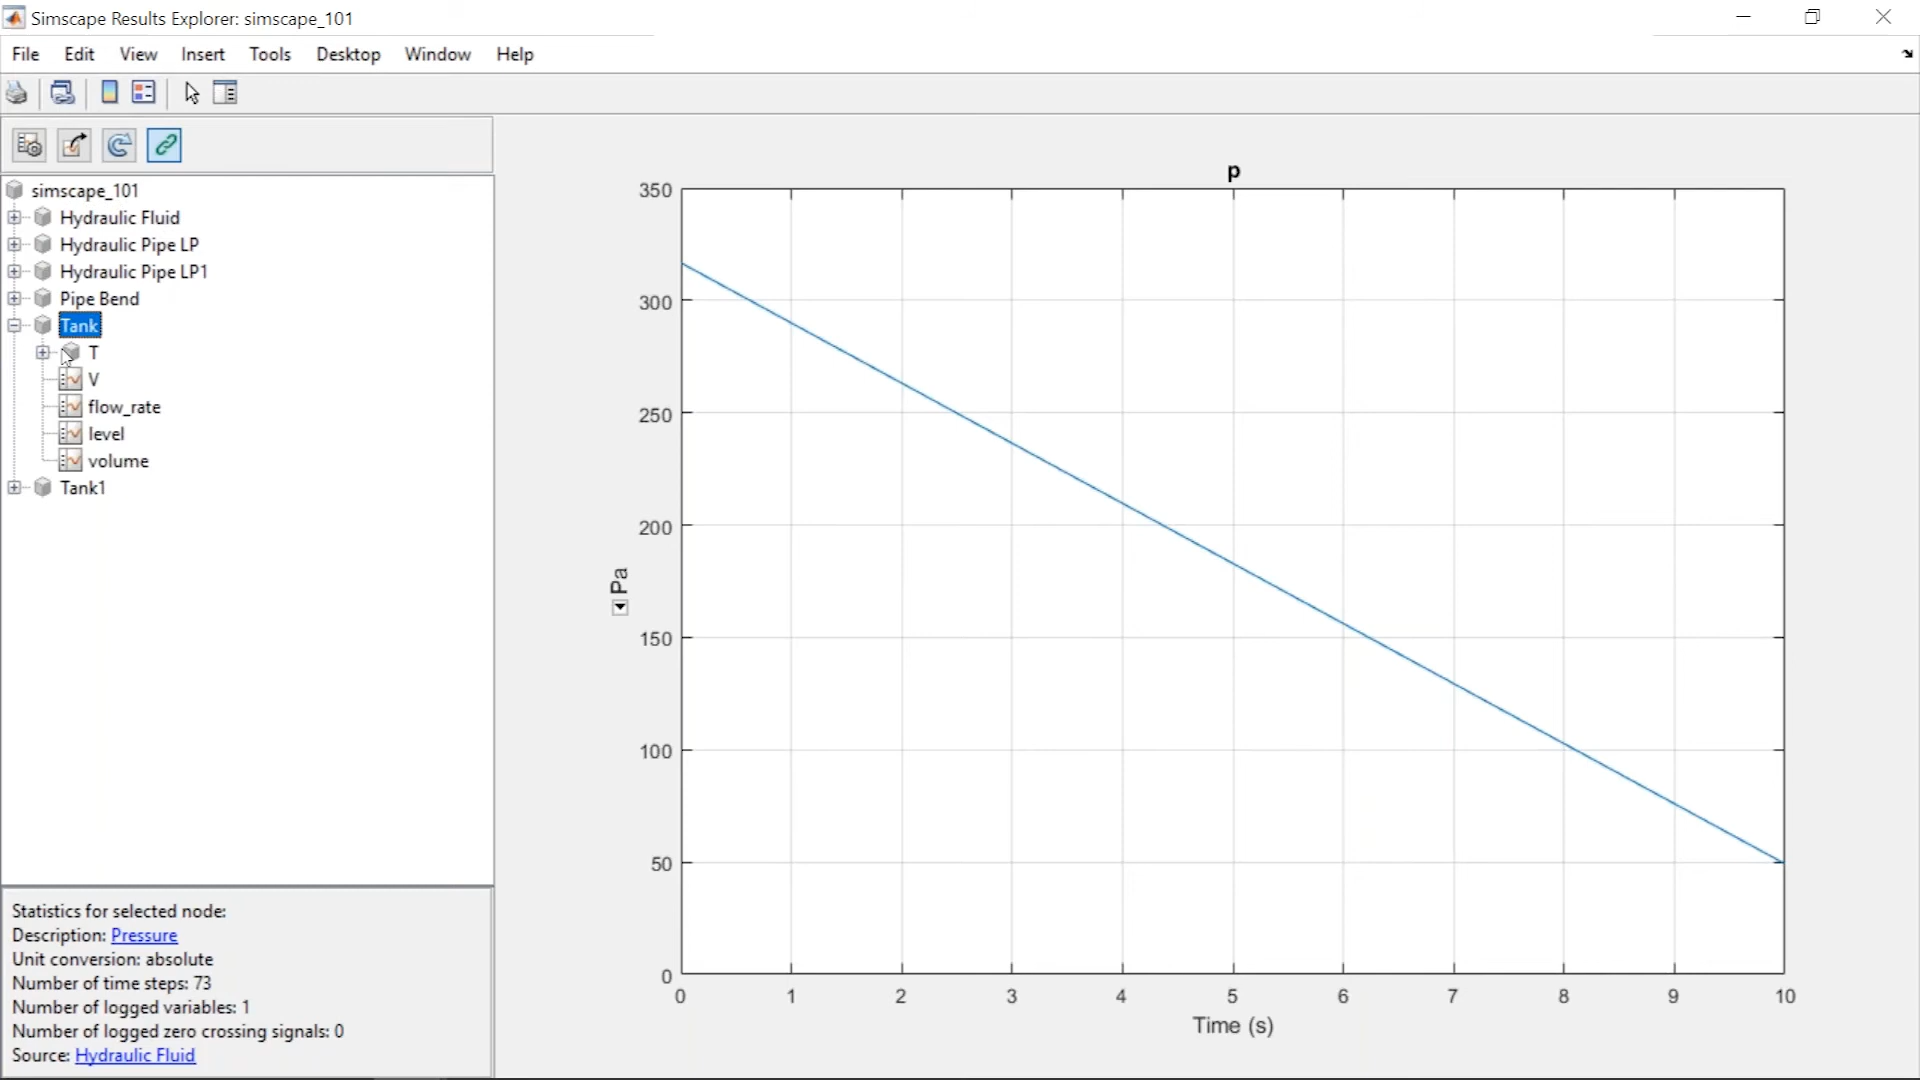 Simscape Results Explorer: simscape_101
File Edit View Insert Tools Desktop Window Help
simscape_101
Hydraulic Fluid
Hydraulic Pipe LP
Hydraulic Pipe LP1
Pipe Bend
Tank
T
V
flow_rate
level
volume
Tank1
Statistics for selected node:
Description: Pressure
Unit conversion: absolute
Number of time steps: 73
Number of logged variables: 1
Number of logged zero crossing signals: 0
Source: Hydraulic Fluid
p
350
300
250
200
150
100
50
0
Pa
0 1 2 3 4 5 6 7 8 9 10
Time (s)